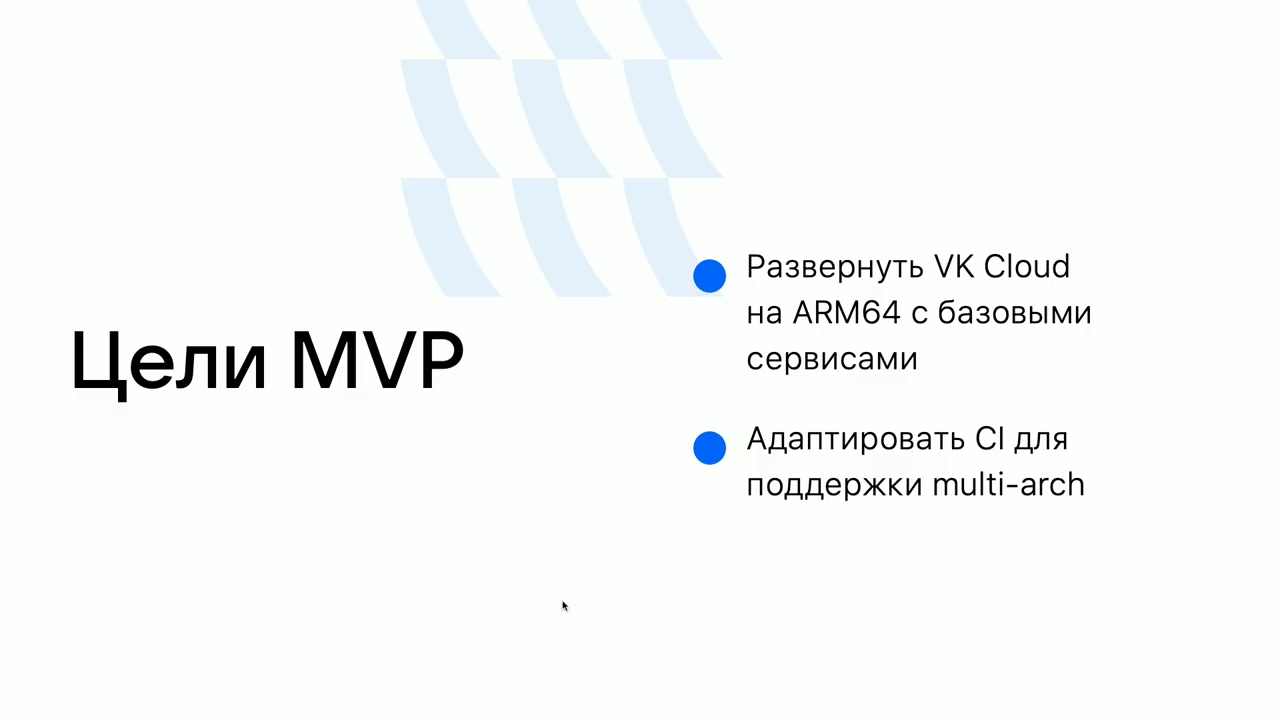 Цели MVP
Развернуть VK Cloud
на ARM64 с базовыми
сервисами
Адаптировать CI для
поддержки multi-arch